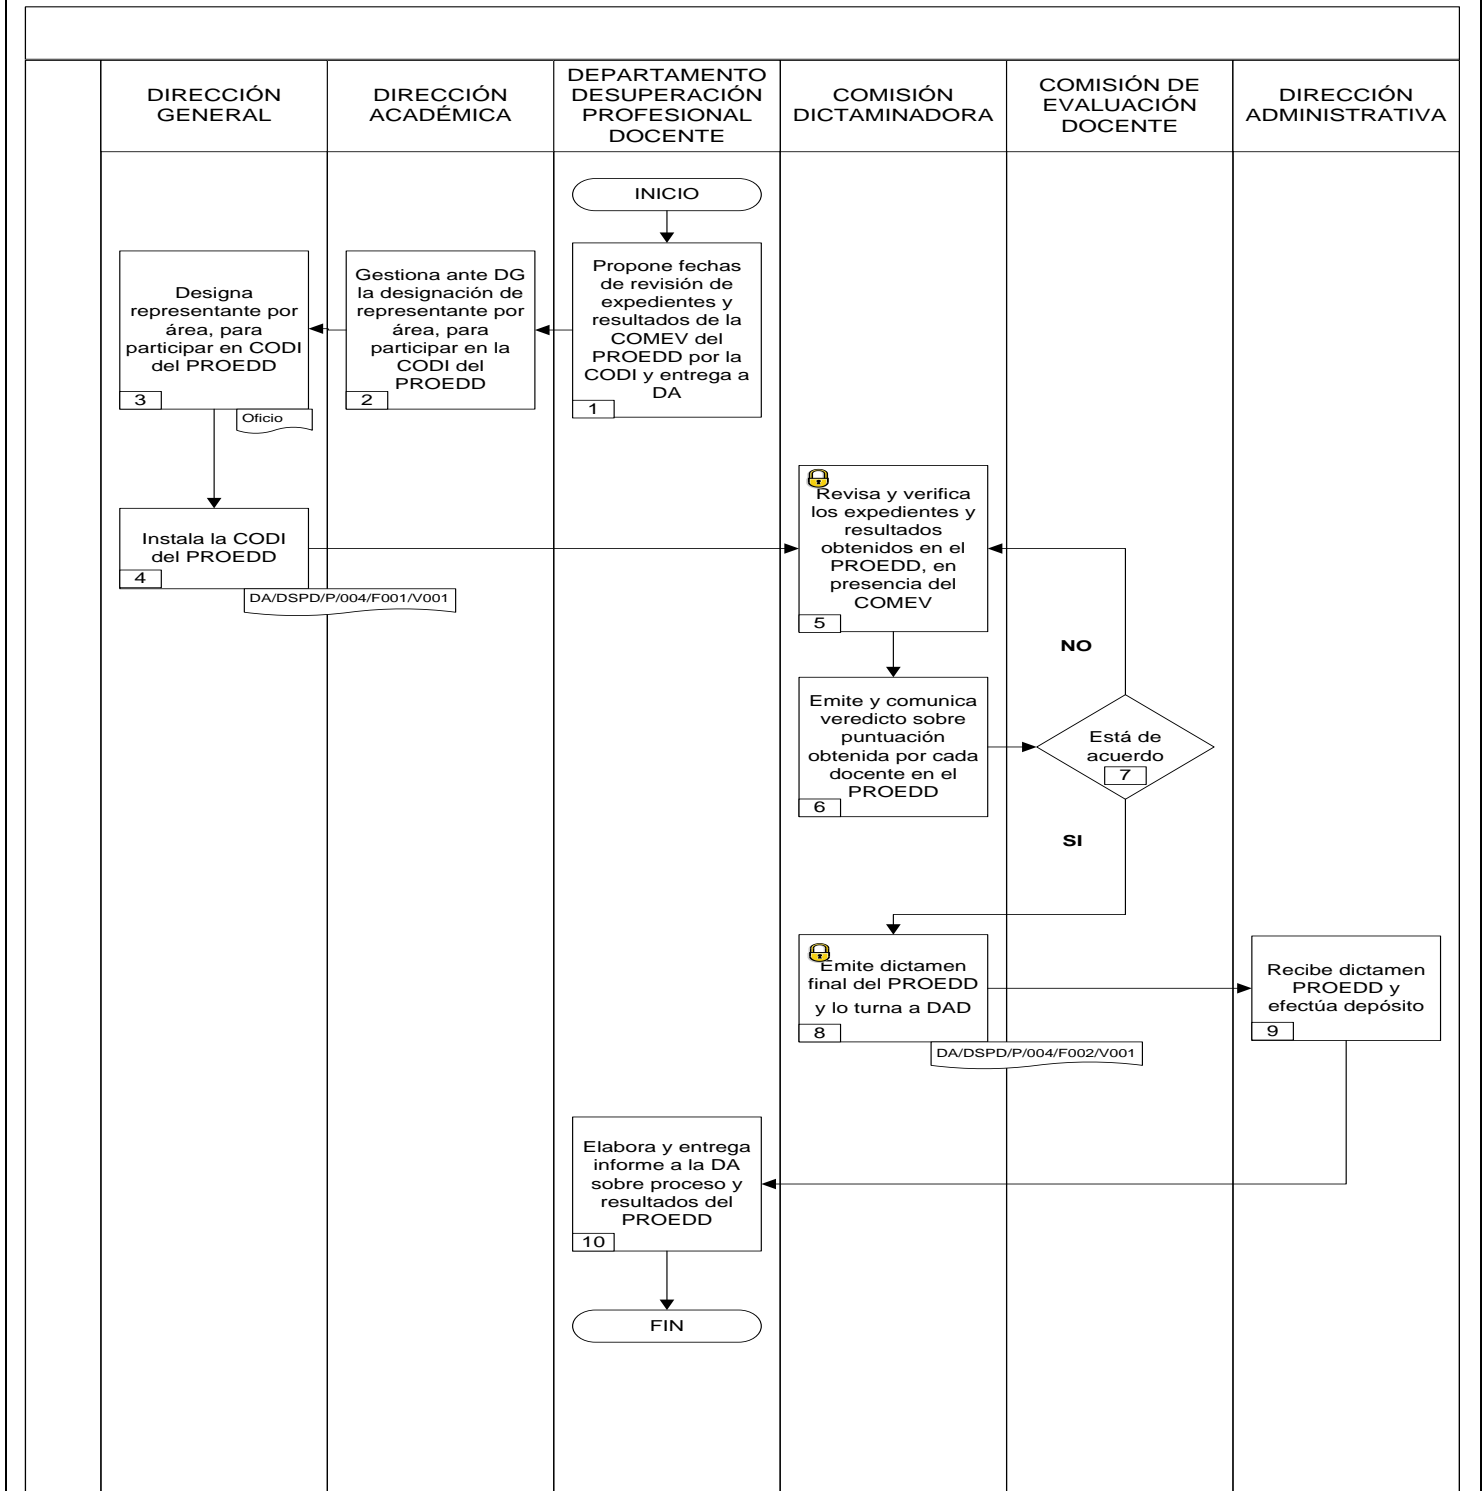 DIRECCIÓN
GENERAL
DIRECCIÓN
ACADÉMICA
DEPARTAMENTO
DESUPERACIÓN
PROFESIONAL
DOCENTE
COMISIÓN
DICTAMINADORA
COMISIÓN DE
EVALUACIÓN
DOCENTE
DIRECCIÓN
ADMINISTRATIVA
INICIO
Propone fechas
de revisión de
expedientes y
resultados de la
COMEV del
PROEDD por la
CODI y entrega a
DA
1
Gestiona ante DG
la designación de
representante por
área, para
participar en la
CODI del
PROEDD
2
Designa
representante por
área, para
participar en CODI
del PROEDD
3
Oficio
Instala la CODI
del PROEDD
4
DA/DSPD/P/004/F001/V001
Revisa y verifica
los expedientes y
resultados
obtenidos en el
PROEDD, en
presencia del
COMEV
5
Emite y comunica
veredicto sobre
puntuación
obtenida por cada
docente en el
PROEDD
6
NO
Está de
acuerdo
7
SI
Emite dictamen
final del PROEDD
y lo turna a DAD
8
DA/DSPD/P/004/F002/V001
Recibe dictamen
PROEDD y
efectúa depósito
9
Elabora y entrega
informe a la DA
sobre proceso y
resultados del
PROEDD
10
FIN